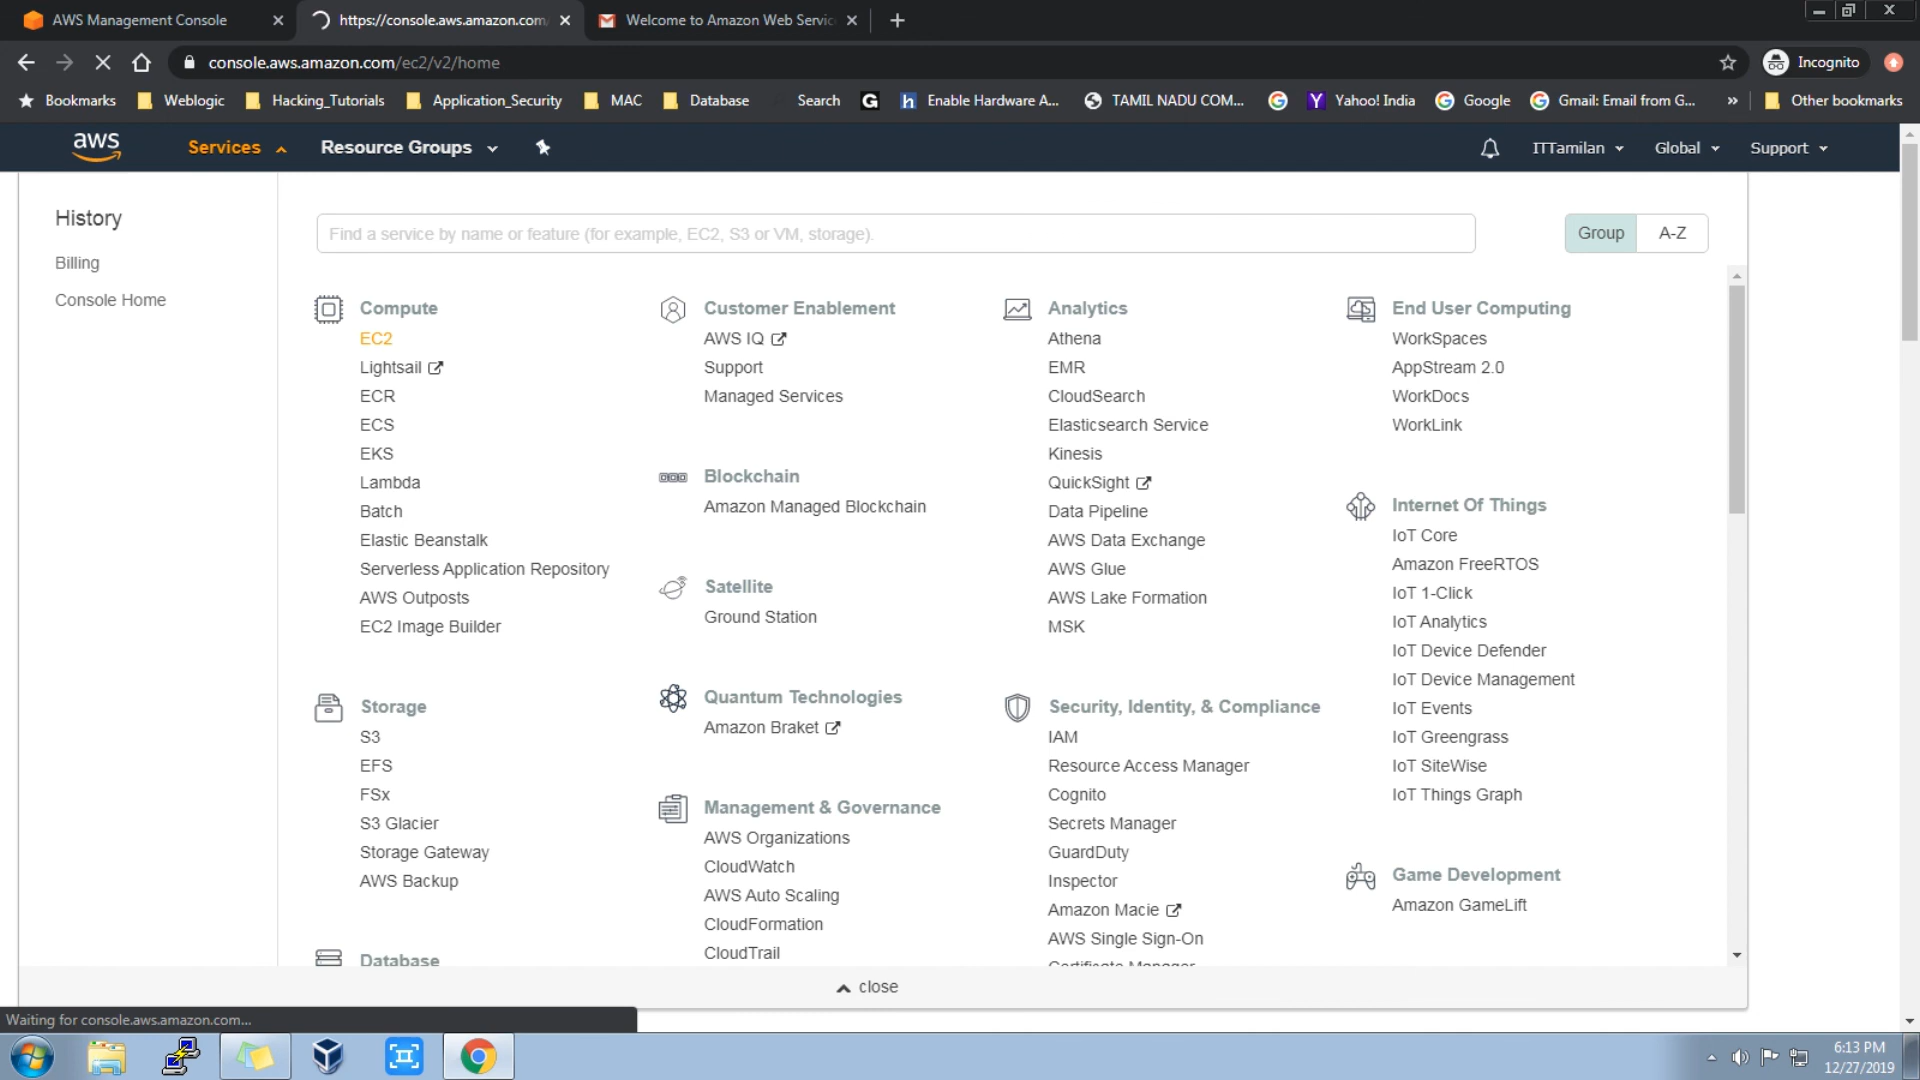 AWS Management Console
https://console.aws.amazon.com/
Welcome to Amazon Web Servic
console.aws.amazon.com/ec2/v2/home
Incognito
Bookmarks
Weblogic
Hacking_Tutorials
Application_Security
MAC
Database
Search
Enable Hardware A...
TAMIL NADU COM...
Yahoo! India
Google
Gmail: Email from G...
»
Other bookmarks
aws
Services
Resource Groups
ITTamilan
Global
Support
History
Billing
Console Home
Find a service by name or feature (for example, EC2, S3 or VM, storage).
Group
A-Z
Compute
EC2
Lightsail
ECR
ECS
EKS
Lambda
Batch
Elastic Beanstalk
Serverless Application Repository
AWS Outposts
EC2 Image Builder
Storage
S3
EFS
FSx
S3 Glacier
Storage Gateway
AWS Backup
Database
Customer Enablement
AWS IQ
Support
Managed Services
Blockchain
Amazon Managed Blockchain
Satellite
Ground Station
Quantum Technologies
Amazon Braket
Management & Governance
AWS Organizations
CloudWatch
AWS Auto Scaling
CloudFormation
CloudTrail
Analytics
Athena
EMR
CloudSearch
Elasticsearch Service
Kinesis
QuickSight
Data Pipeline
AWS Data Exchange
AWS Glue
AWS Lake Formation
MSK
Security, Identity, & Compliance
IAM
Resource Access Manager
Cognito
Secrets Manager
GuardDuty
Inspector
Amazon Macie
AWS Single Sign-On
Certificate Manager
End User Computing
WorkSpaces
AppStream 2.0
WorkDocs
WorkLink
Internet Of Things
IoT Core
Amazon FreeRTOS
IoT 1-Click
IoT Analytics
IoT Device Defender
IoT Device Management
IoT Events
IoT Greengrass
IoT SiteWise
IoT Things Graph
Game Development
Amazon GameLift
close
Waiting for console.aws.amazon.com...
6:13 PM
12/27/2019